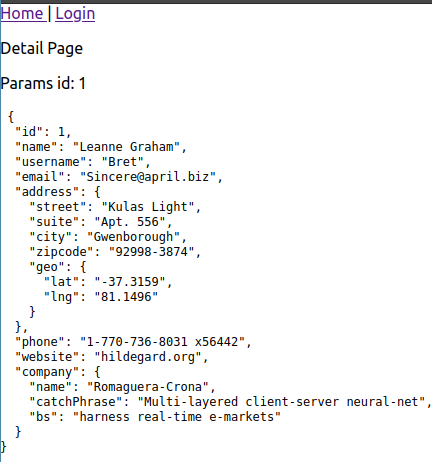 Home | Login
Detail Page
Params id: 1
{
  "id": 1,
  "name": "Leanne Graham",
  "username": "Bret",
  "email": "Sincere@april.biz",
  "address": {
    "street": "Kulas Light",
    "suite": "Apt. 556",
    "city": "Gwenborough",
    "zipcode": "92998-3874",
    "geo": {
      "lat": "-37.3159",
      "lng": "81.1496"
    }
  },
  "phone": "1-770-736-8031 x56442",
  "website": "hildegard.org",
  "company": {
    "name": "Romaguera-Crona",
    "catchPhrase": "Multi-layered client-server neural-net",
    "bs": "harness real-time e-markets"
  }
}